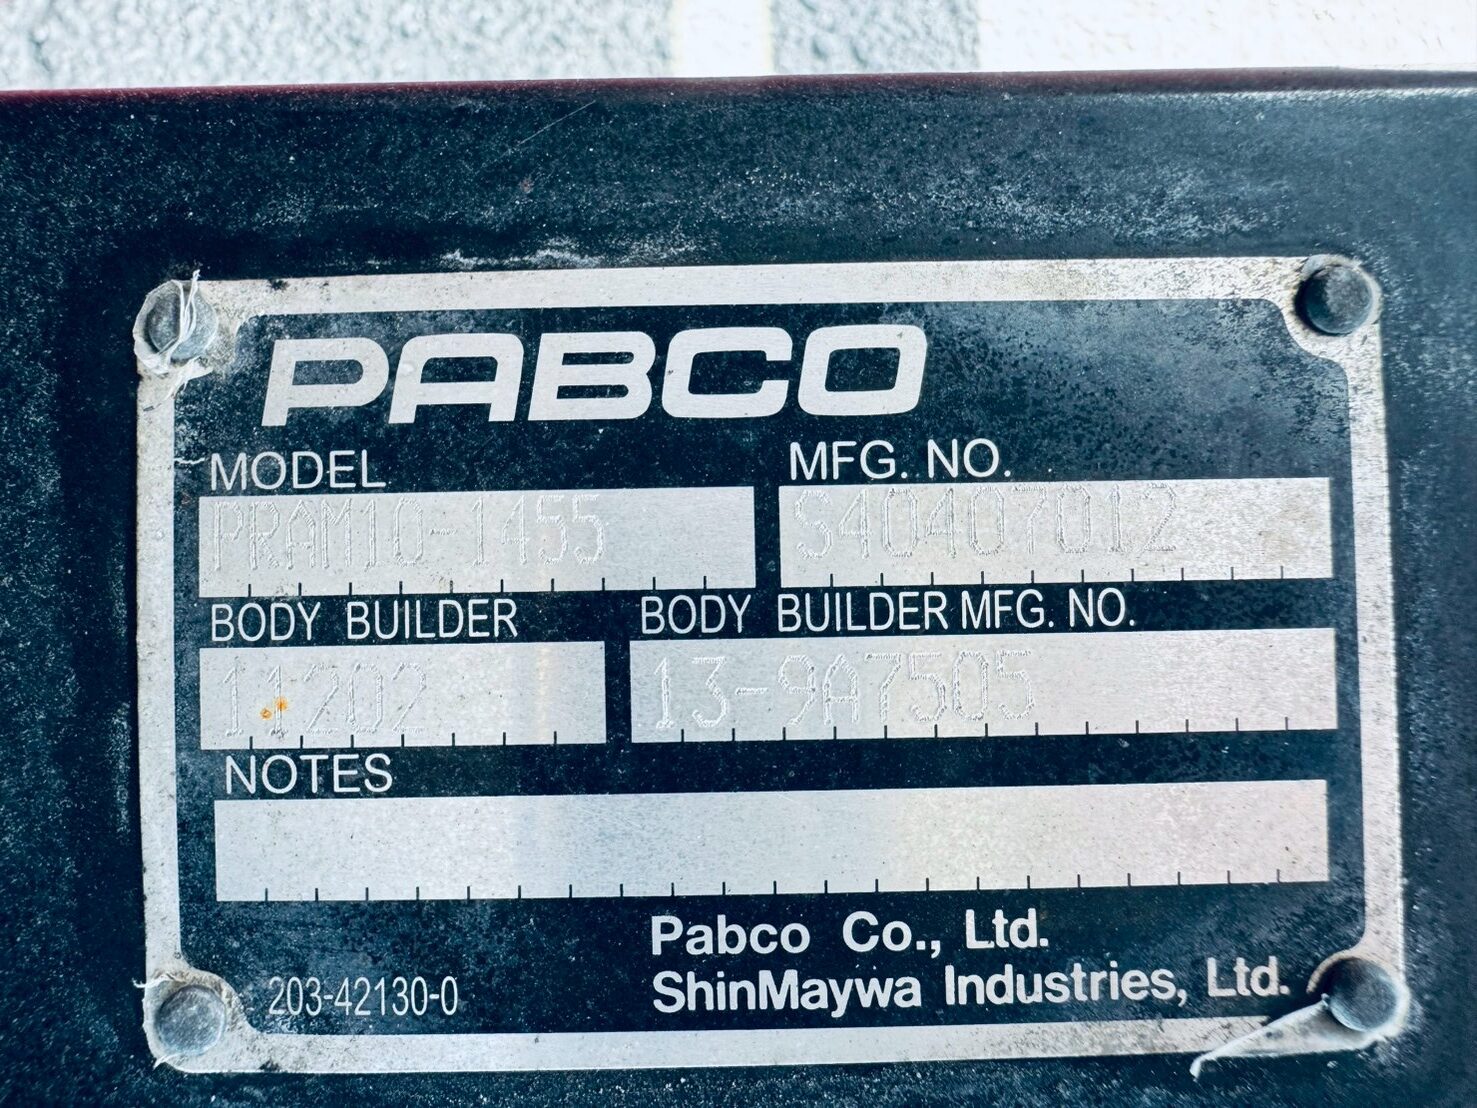 PABCO
MODEL MFG. NO.
PRAM10-1455 S40407012
BODY BUILDER BODY BUILDER MFG. NO.
11202 13-9A7505
NOTES
Pabco Co., Ltd.
203-42130-0 ShinMaywa Industries, Ltd.